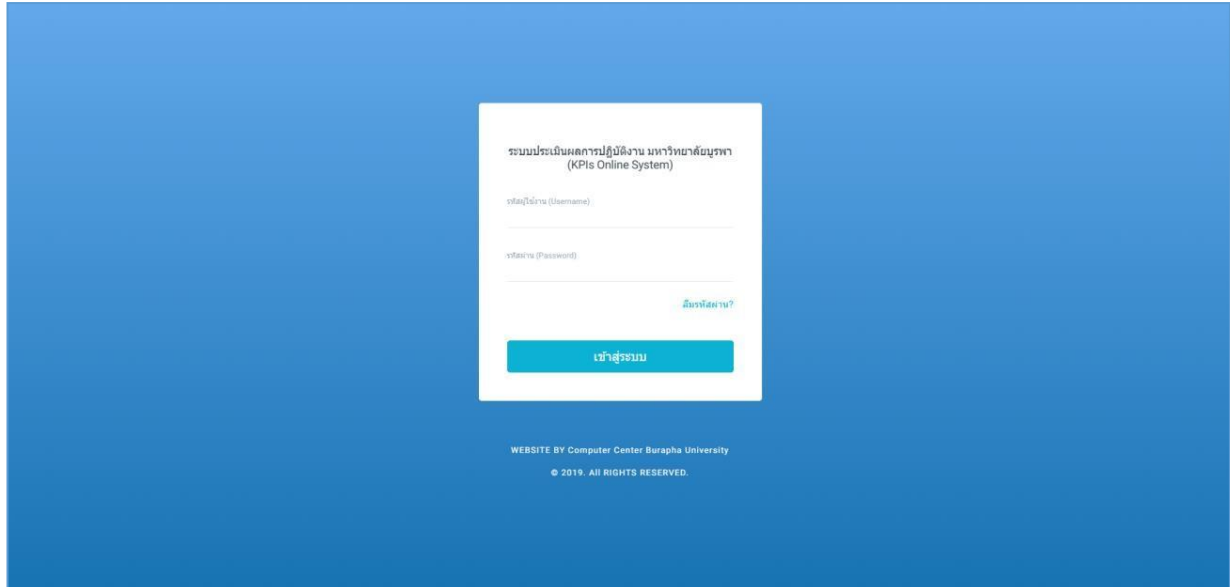 ระบบประเมินผลการปฏิบัติงาน มหาวิทยาลัยบูรพา
(KPIs Online System)
รหัสผู้ใช้งาน (Username)
รหัสผ่าน (Password)
ลืมรหัสผ่าน?
เข้าสู่ระบบ
WEBSITE BY Computer Center Burapha University
© 2019. All RIGHTS RESERVED.